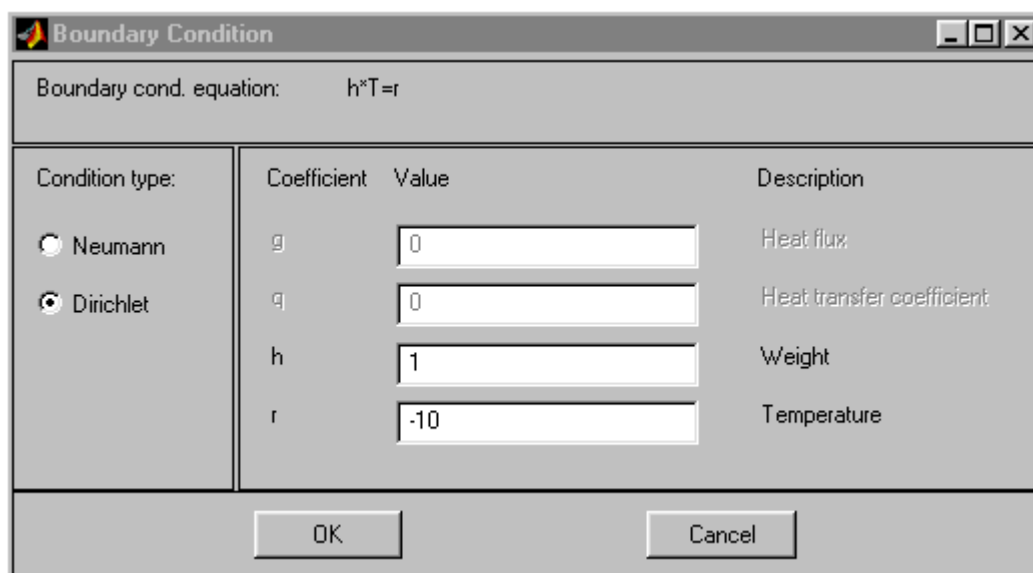 Boundary Condition
Boundary cond. equation: h*T=r
Condition type:
Neumann
Dirichlet
Coefficient Value Description
g 0 Heat flux
q 0 Heat transfer coefficient
h 1 Weight
r -10 Temperature
OK Cancel